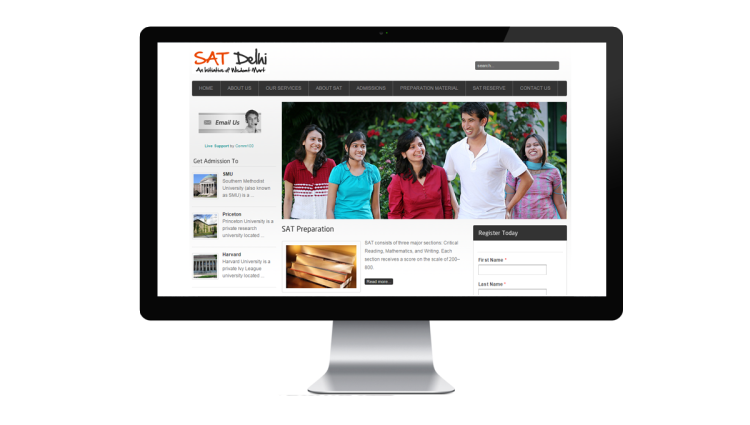 SAT Delhi
An Initiative of Wisdom Mart
search...
HOME ABOUT US OUR SERVICES ABOUT SAT ADMISSIONS PREPARATION MATERIAL SAT RESERVE CONTACT US
Email Us
Live Support by
Get Admission To
SMU
Southern Methodist
University (also known
as SMU) is a ...
Princeton
Princeton University is a
private research
university located ...
Harvard
Harvard University is a
private Ivy League
university located ...
SAT Preparation
SAT consists of three major sections: Critical
Reading, Mathematics, and Writing. Each
section receives a score on the scale of 200–
800.
Read more
Register Today
First Name *
Last Name *